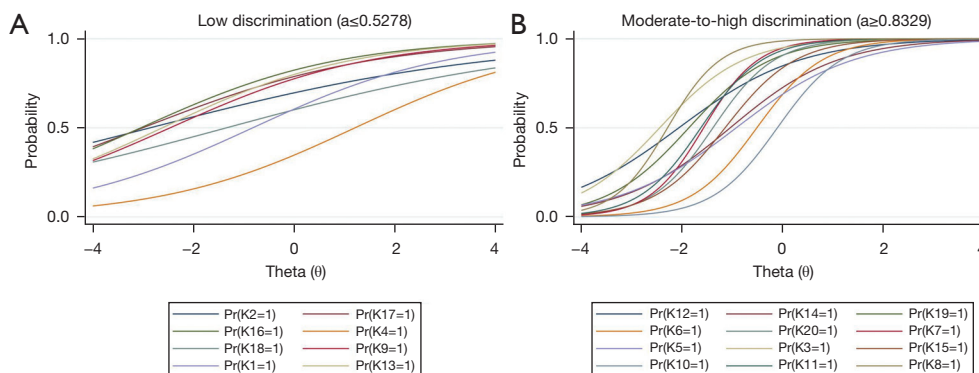 A
Low discrimination (a≤0.5278)
1.0
0.5
0.0
Probability
−4 −2 0 2 4
Theta (θ)
Pr(K2=1) Pr(K17=1)
Pr(K16=1) Pr(K4=1)
Pr(K18=1) Pr(K9=1)
Pr(K1=1) Pr(K13=1)
B
Moderate-to-high discrimination (a≥0.8329)
1.0
0.5
0.0
Probability
−4 −2 0 2 4
Theta (θ)
Pr(K12=1) Pr(K14=1) Pr(K19=1)
Pr(K6=1) Pr(K20=1) Pr(K7=1)
Pr(K5=1) Pr(K3=1) Pr(K15=1)
Pr(K10=1) Pr(K11=1) Pr(K8=1)